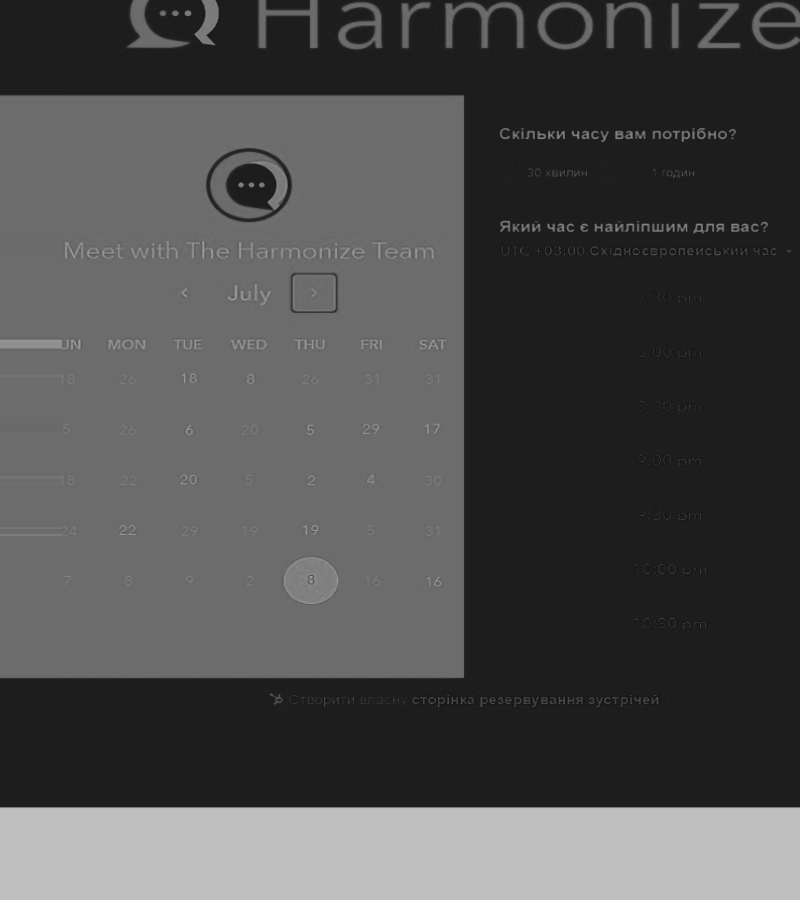 Harmonize
Meet with The Harmonize Team
July
UN MON TUE WED THU FRI SAT
18 26 18 8 26 31 31
5 26 6 20 5 29 17
18 22 20 5 2 4 30
24 22 29 19 19 5 31
7 8 9 2 8 16 16
Скільки часу вам потрібно?
30 хвилин 1 годин
Який час є найліпшим для вас?
UTC +03:00 Східноєвропейський час
7:30 pm
8:00 pm
8:30 pm
9:00 pm
9:30 pm
10:00 pm
10:30 pm
Створити власну сторінка резервування зустрічей